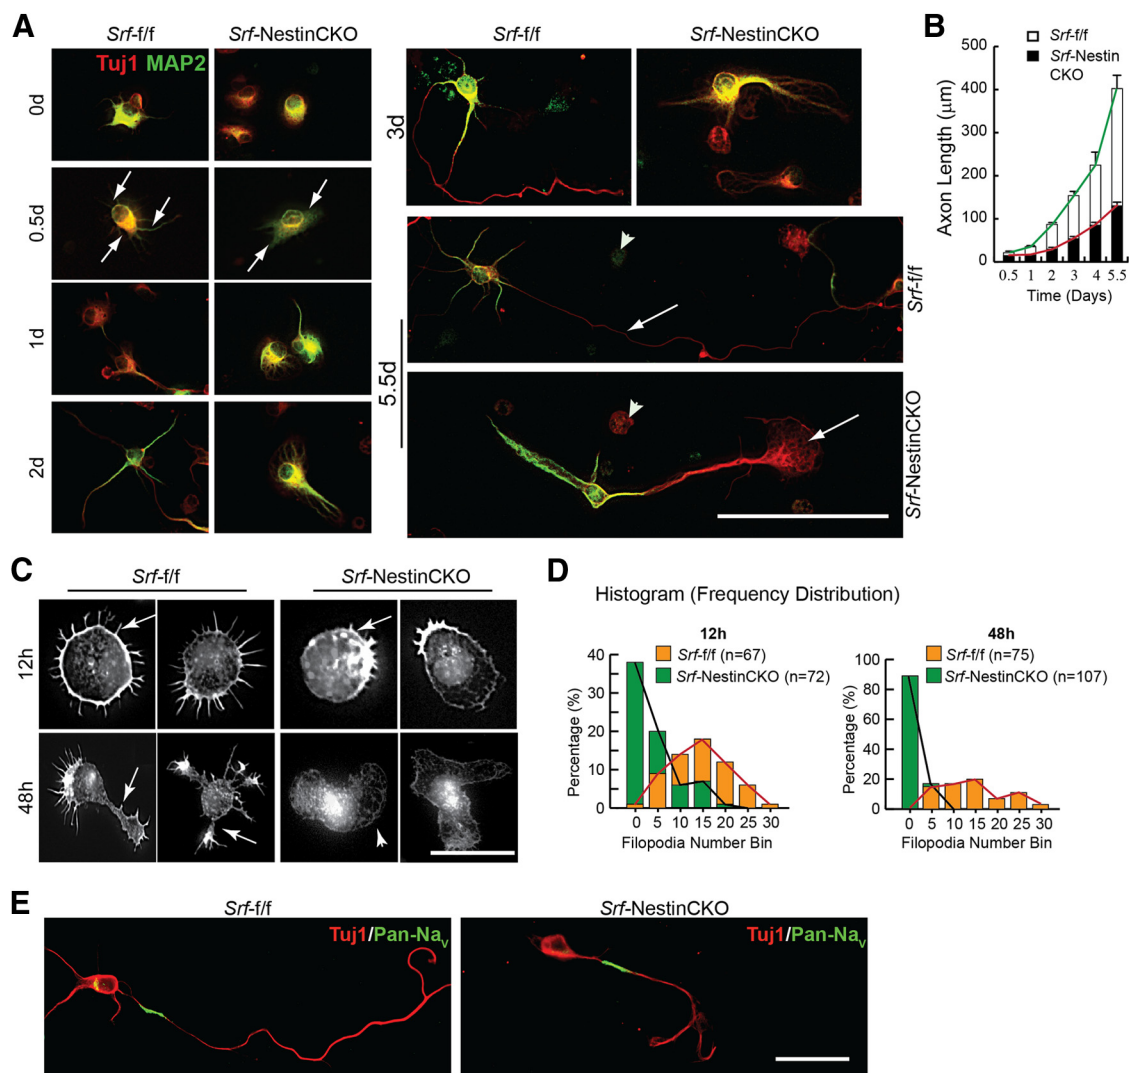 A
Srf-f/f
Srf-NestinCKO
Tuj1 MAP2
0d
0.5d
1d
2d
Srf-f/f
Srf-NestinCKO
3d
5.5d
Srf-f/f
Srf-NestinCKO
B
Srf-f/f
Srf-Nestin
CKO
Axon Length (μm)
500
400
300
200
100
0
0.5 1 2 3 4 5.5
Time (Days)
C
Srf-f/f
Srf-NestinCKO
12h
48h
D
Histogram (Frequency Distribution)
12h
Srf-f/f (n=67)
Srf-NestinCKO (n=72)
Percentage (%)
40
30
20
10
0
0 5 10 15 20 25 30
Filopodia Number Bin
48h
Srf-f/f (n=75)
Srf-NestinCKO (n=107)
Percentage (%)
100
80
60
40
20
0
0 5 10 15 20 25 30
Filopodia Number Bin
E
Srf-f/f
Tuj1/Pan-Nav
Srf-NestinCKO
Tuj1/Pan-Nav